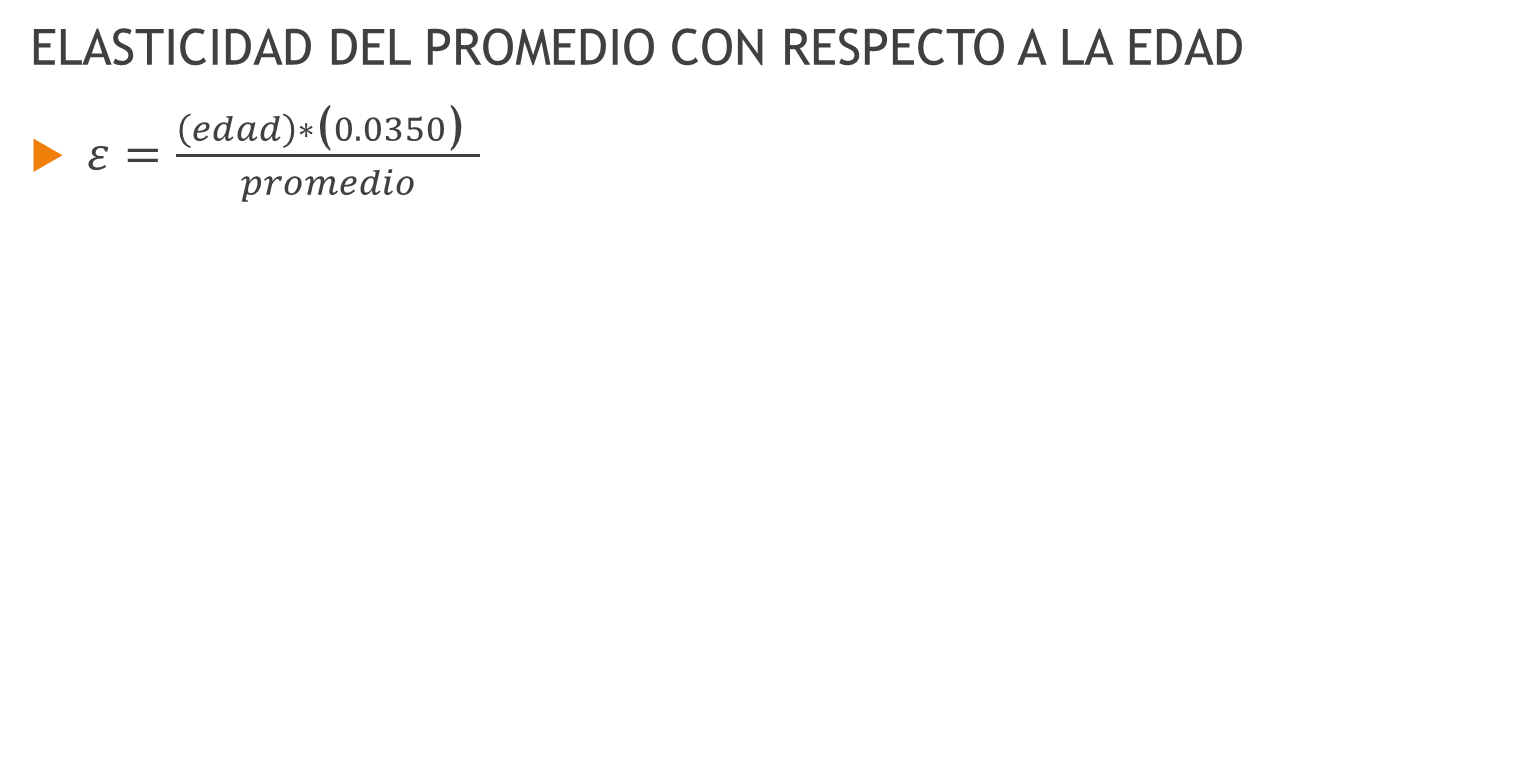 ELASTICIDAD DEL PROMEDIO CON RESPECTO A LA EDAD
ε = (edad)*(0.0350)
promedio